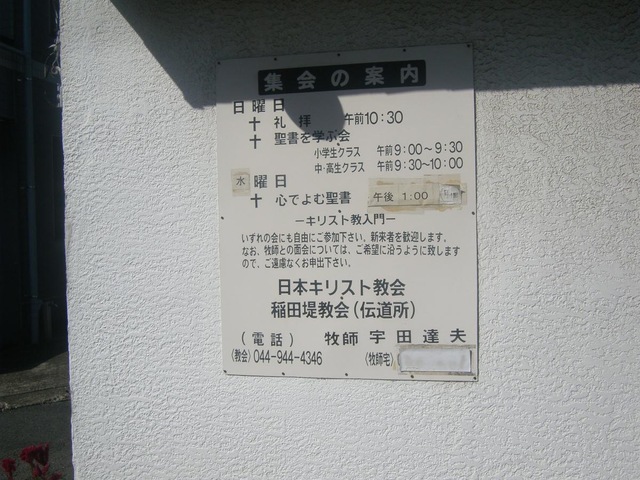 集会の案内
日曜日
† 礼拝 午前10:30
† 聖書を学ぶ会
小学生クラス 午前9:00～9:30
中・高生クラス 午前9:30～10:00
水曜日
† 心でよむ聖書 午後 1:00
ーキリスト教入門ー
いずれの会にも自由にご参加下さい。新来者を歓迎します。
なお、牧師との面会については、ご希望に沿うように致します
ので、ご遠慮なくお申出下さい。
日本キリスト教会
稲田堤教会(伝道所)
(電話) 牧師 宇田達夫
(教会) 044-944-4346 (牧師宅)